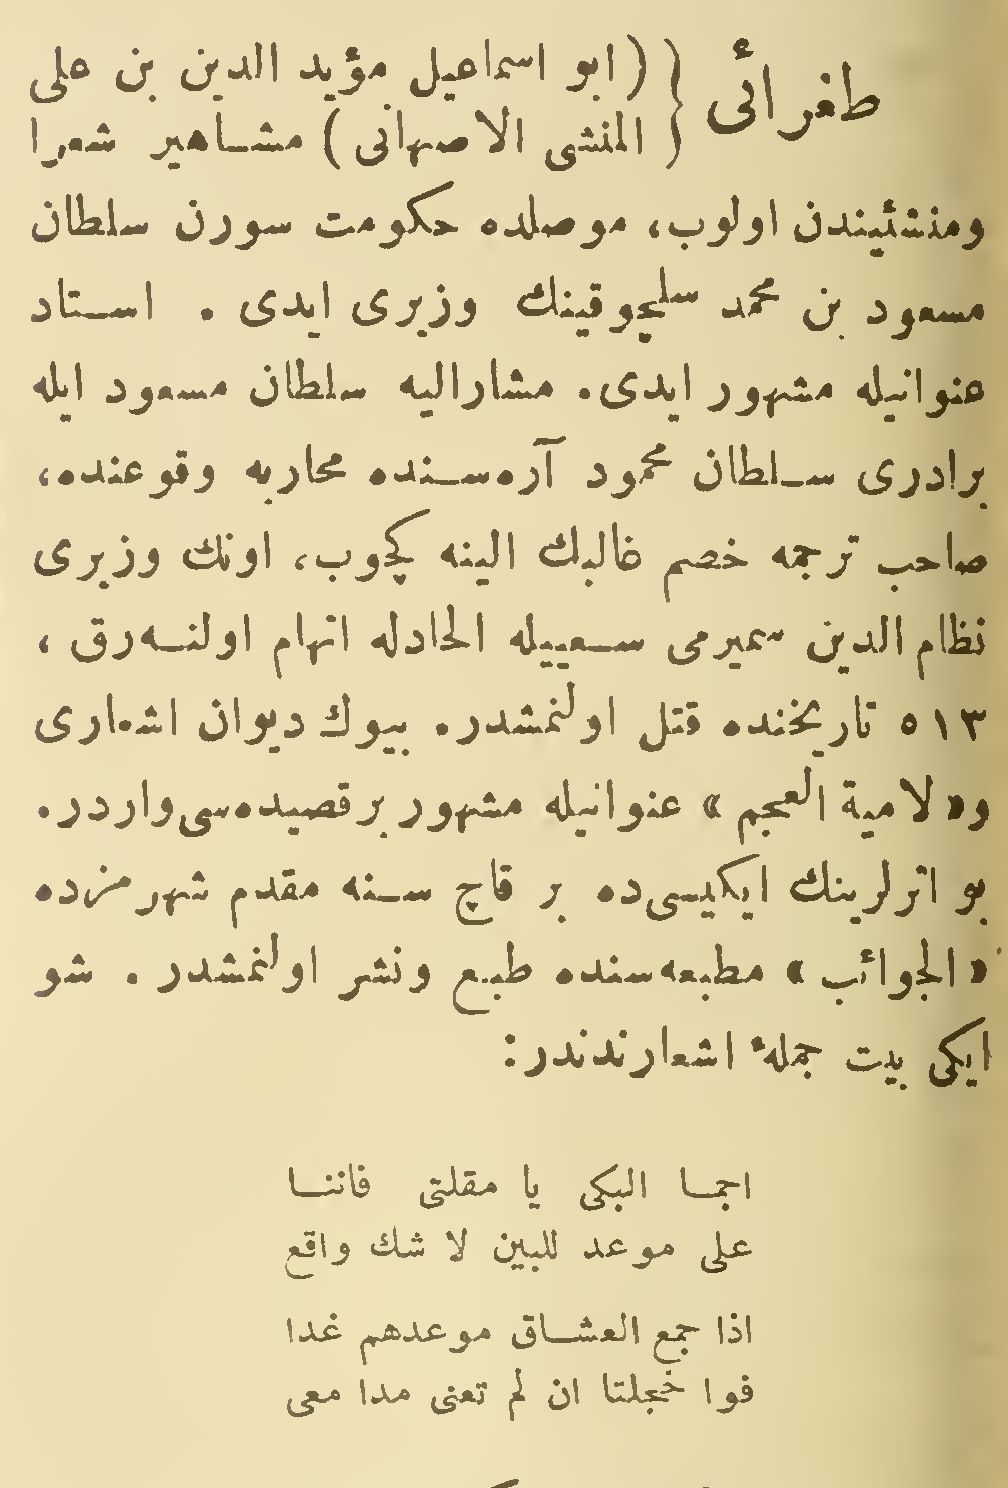 طغرائی { (ابو اسماعیل مؤید الدین بن علی
المنشی الاصبهانی) مشاهیر شعرا
ومنشئیندن اولوب، موصلده حکومت سورن سلطان
مسعود بن محمد سلجوقینك وزیری ایدی . استاد
عنوانیله مشهور ایدی. مشارالیه سلطان مسعود ایله
برادری سلطان محمود آره‌سنده محاربه وقوعنده،
صاحب ترجمه خصم غالبك الینه کچوب، اونك وزیری
نظام الدین سمیرمی سعییله الحادله اتهام اولنه‌رق ،
٥١٣ تاریخنده قتل اولنمشدر. بیوك دیوان اشعاری
و« لامیة العجم » عنوانیله مشهور بر قصیده‌سی واردر.
بو اثرلرینك ایکیسی‌ده بر قاچ سنه مقدم شهرمزده
« الجوائب » مطبعه‌سنده طبع ونشر اولنمشدر . شو
ایکی بیت جملهٔ اشعارندندر:
اجما البکی یا مقلتی فاننا
علی موعد للبین لا شك واقع
اذا جمع العشاق موعدهم غدا
فوا خجلتا ان لم تعنی مدا معی